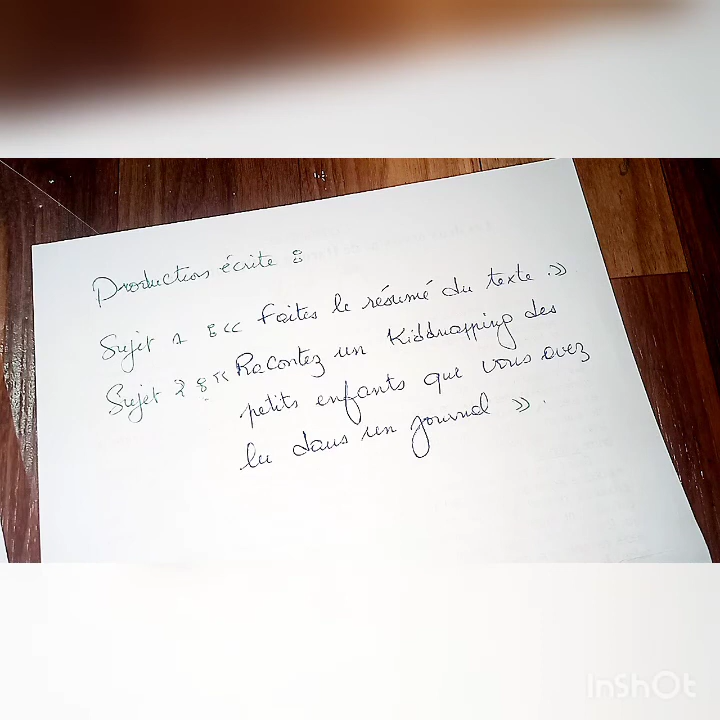 Production écrite :
Sujet 1 : << Faites le résumé du texte .>>
Sujet 2 : << Racontez un Kiddnapping des
petits enfants que vous avez
lu dans un journal >>.
InShOt